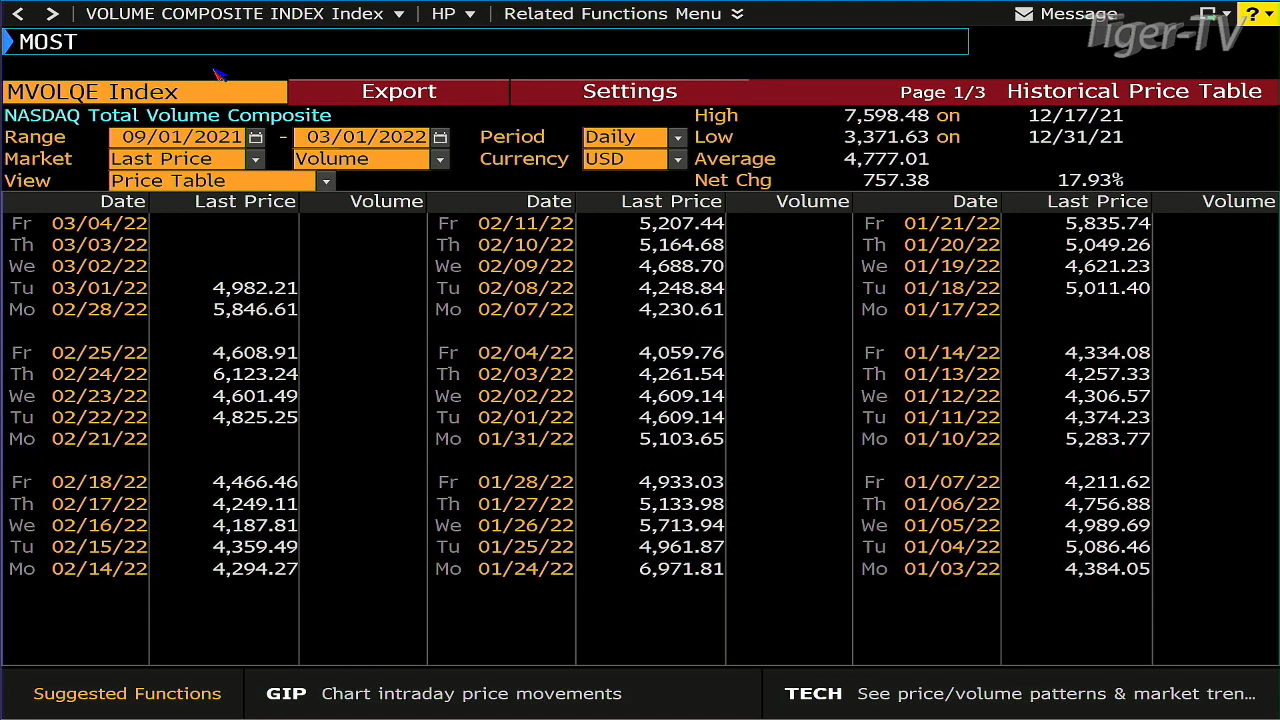 < > VOLUME COMPOSITE INDEX Index HP Related Functions Menu Message ?
MOST
Tiger-TV
MVOLQE Index Export Settings Page 1/3 Historical Price Table
NASDAQ Total Volume Composite High 7,598.48 on 12/17/21
Range 09/01/2021 - 03/01/2022 Period Daily Low 3,371.63 on 12/31/21
Market Last Price Volume Currency USD Average 4,777.01
View Price Table Net Chg 757.38 17.93%
Date Last Price Volume Date Last Price Volume Date Last Price Volume
Fr 03/04/22 Fr 02/11/22 5,207.44 Fr 01/21/22 5,835.74
Th 03/03/22 Th 02/10/22 5,164.68 Th 01/20/22 5,049.26
We 03/02/22 We 02/09/22 4,688.70 We 01/19/22 4,621.23
Tu 03/01/22 4,982.21 Tu 02/08/22 4,248.84 Tu 01/18/22 5,011.40
Mo 02/28/22 5,846.61 Mo 02/07/22 4,230.61 Mo 01/17/22
Fr 02/25/22 4,608.91 Fr 02/04/22 4,059.76 Fr 01/14/22 4,334.08
Th 02/24/22 6,123.24 Th 02/03/22 4,261.54 Th 01/13/22 4,257.33
We 02/23/22 4,601.49 We 02/02/22 4,609.14 We 01/12/22 4,306.57
Tu 02/22/22 4,825.25 Tu 02/01/22 4,609.14 Tu 01/11/22 4,374.23
Mo 02/21/22 Mo 01/31/22 5,103.65 Mo 01/10/22 5,283.77
Fr 02/18/22 4,466.46 Fr 01/28/22 4,933.03 Fr 01/07/22 4,211.62
Th 02/17/22 4,249.11 Th 01/27/22 5,133.98 Th 01/06/22 4,756.88
We 02/16/22 4,187.81 We 01/26/22 5,713.94 We 01/05/22 4,989.69
Tu 02/15/22 4,359.49 Tu 01/25/22 4,961.87 Tu 01/04/22 5,086.46
Mo 02/14/22 4,294.27 Mo 01/24/22 6,971.81 Mo 01/03/22 4,384.05
Suggested Functions GIP Chart intraday price movements TECH See price/volume patterns & market tren...